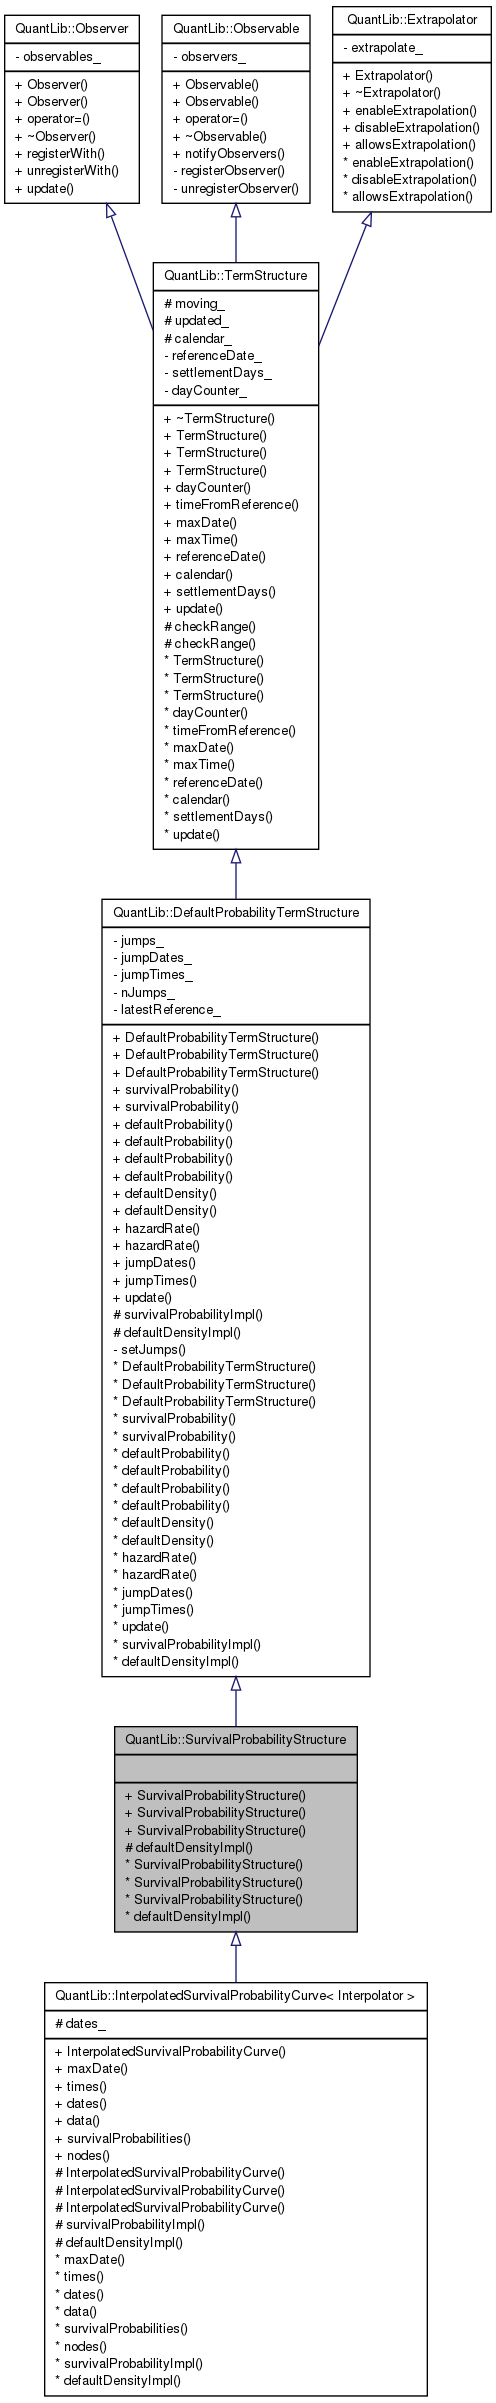 QuantLib::Observer
- observables_
+ Observer()
+ Observer()
+ operator=()
+ ~Observer()
+ registerWith()
+ unregisterWith()
+ update()
QuantLib::Observable
- observers_
+ Observable()
+ Observable()
+ operator=()
+ ~Observable()
+ notifyObservers()
- registerObserver()
- unregisterObserver()
QuantLib::Extrapolator
- extrapolate_
+ Extrapolator()
+ ~Extrapolator()
+ enableExtrapolation()
+ disableExtrapolation()
+ allowsExtrapolation()
* enableExtrapolation()
* disableExtrapolation()
* allowsExtrapolation()
QuantLib::TermStructure
# moving_
# updated_
# calendar_
- referenceDate_
- settlementDays_
- dayCounter_
+ ~TermStructure()
+ TermStructure()
+ TermStructure()
+ TermStructure()
+ dayCounter()
+ timeFromReference()
+ maxDate()
+ maxTime()
+ referenceDate()
+ calendar()
+ settlementDays()
+ update()
# checkRange()
# checkRange()
* TermStructure()
* TermStructure()
* TermStructure()
* dayCounter()
* timeFromReference()
* maxDate()
* maxTime()
* referenceDate()
* calendar()
* settlementDays()
* update()
QuantLib::DefaultProbabilityTermStructure
- jumps_
- jumpDates_
- jumpTimes_
- nJumps_
- latestReference_
+ DefaultProbabilityTermStructure()
+ DefaultProbabilityTermStructure()
+ DefaultProbabilityTermStructure()
+ survivalProbability()
+ survivalProbability()
+ defaultProbability()
+ defaultProbability()
+ defaultProbability()
+ defaultProbability()
+ defaultDensity()
+ defaultDensity()
+ hazardRate()
+ hazardRate()
+ jumpDates()
+ jumpTimes()
+ update()
# survivalProbabilityImpl()
# defaultDensityImpl()
- setJumps()
* DefaultProbabilityTermStructure()
* DefaultProbabilityTermStructure()
* DefaultProbabilityTermStructure()
* survivalProbability()
* survivalProbability()
* defaultProbability()
* defaultProbability()
* defaultProbability()
* defaultProbability()
* defaultDensity()
* defaultDensity()
* hazardRate()
* hazardRate()
* jumpDates()
* jumpTimes()
* update()
* survivalProbabilityImpl()
* defaultDensityImpl()
QuantLib::SurvivalProbabilityStructure
+ SurvivalProbabilityStructure()
+ SurvivalProbabilityStructure()
+ SurvivalProbabilityStructure()
# defaultDensityImpl()
* SurvivalProbabilityStructure()
* SurvivalProbabilityStructure()
* SurvivalProbabilityStructure()
* defaultDensityImpl()
QuantLib::InterpolatedSurvivalProbabilityCurve< Interpolator >
# dates_
+ InterpolatedSurvivalProbabilityCurve()
+ maxDate()
+ times()
+ dates()
+ data()
+ survivalProbabilities()
+ nodes()
# InterpolatedSurvivalProbabilityCurve()
# InterpolatedSurvivalProbabilityCurve()
# InterpolatedSurvivalProbabilityCurve()
# survivalProbabilityImpl()
# defaultDensityImpl()
* maxDate()
* times()
* dates()
* data()
* survivalProbabilities()
* nodes()
* survivalProbabilityImpl()
* defaultDensityImpl()